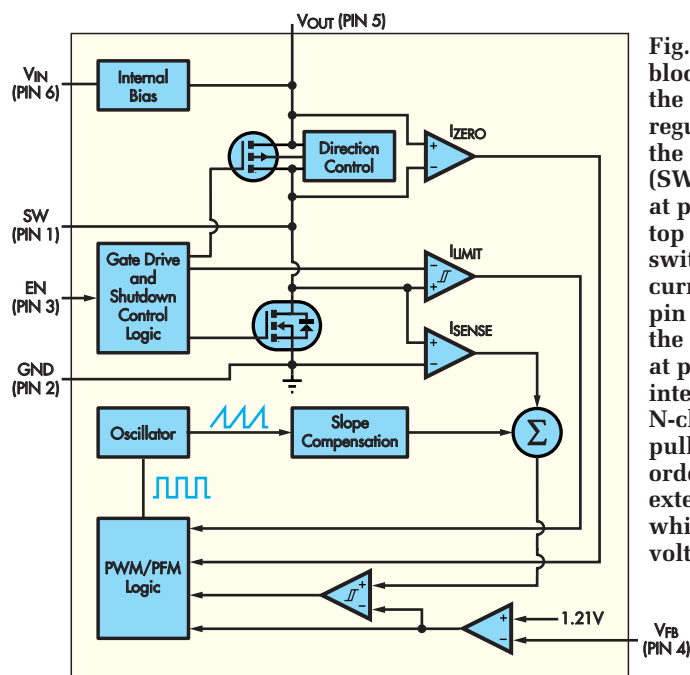 VOUT (PIN 5)
VIN
(PIN 6)
Internal
Bias
Direction
Control
IZERO
+
−
SW
(PIN 1)
Gate Drive
and
Shutdown
Control
Logic
EN
(PIN 3)
ILIMIT
−
+
ISENSE
+
−
GND
(PIN 2)
Oscillator
Slope
Compensation
Σ
PWM/PFM
Logic
+
−
+
−
1.21V
VFB
(PIN 4)
Fig.
bloc
the
regu
the
(SW
at p
top
swit
curr
pin
the
at p
inte
N-cl
pull
orde
exte
whi
volt